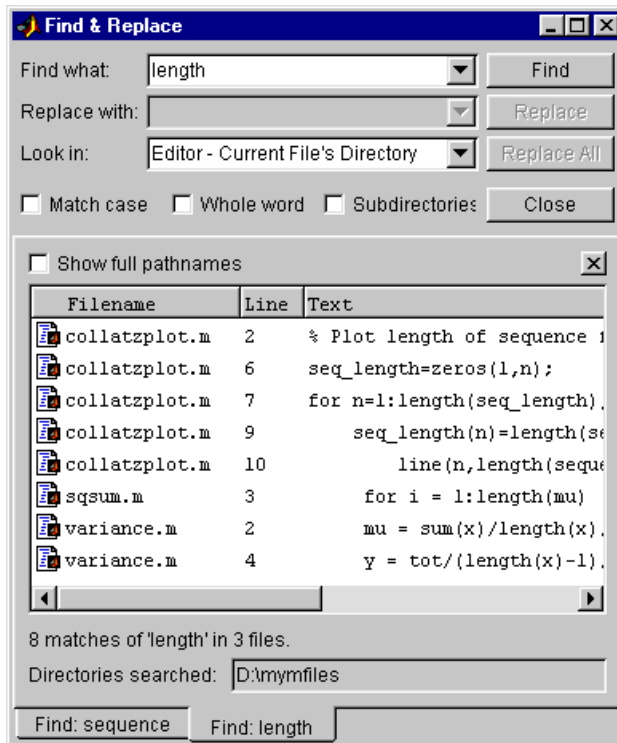 Find & Replace
Find what: length Find
Replace with: Replace
Look in: Editor - Current File's Directory Replace All
Match case Whole word Subdirectories Close
Show full pathnames
Filename Line Text
collatzplot.m 2 % Plot length of sequence
collatzplot.m 6 seq_length=zeros(1,n);
collatzplot.m 7 for n=1:length(seq_length),
collatzplot.m 9 seq_length(n)=length(se
collatzplot.m 10 line(n,length(seque
sqsum.m 3 for i = 1:length(mu)
variance.m 2 mu = sum(x)/length(x),
variance.m 4 y = tot/(length(x)-1),
8 matches of 'length' in 3 files.
Directories searched: D:\mymfiles
Find: sequence Find: length